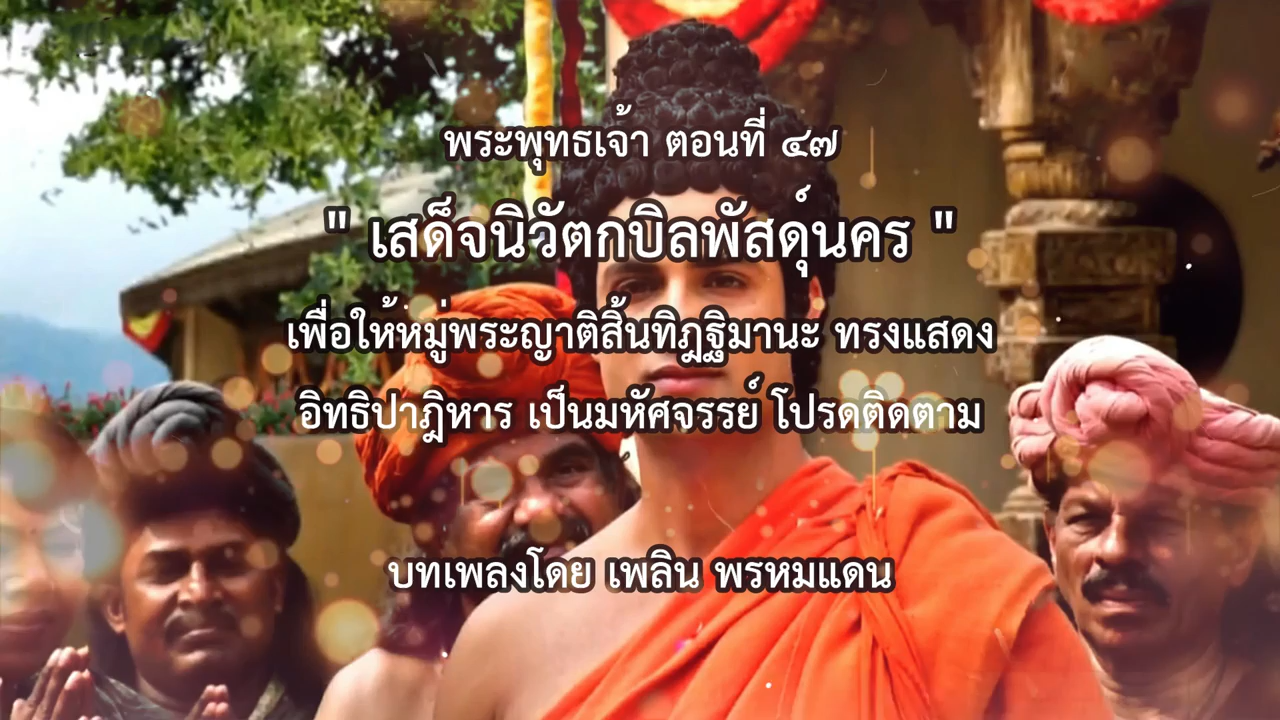 พระพุทธเจ้า ตอนที่ ๔๗
" เสด็จนิวัตกบิลพัสดุ์นคร "
เพื่อให้หมู่พระญาติสิ้นทิฎฐิมานะ ทรงแสดง
อิทธิปาฎิหาร เป็นมหัศจรรย์ โปรดติดตาม
บทเพลงโดย เพลิน พรหมแดน